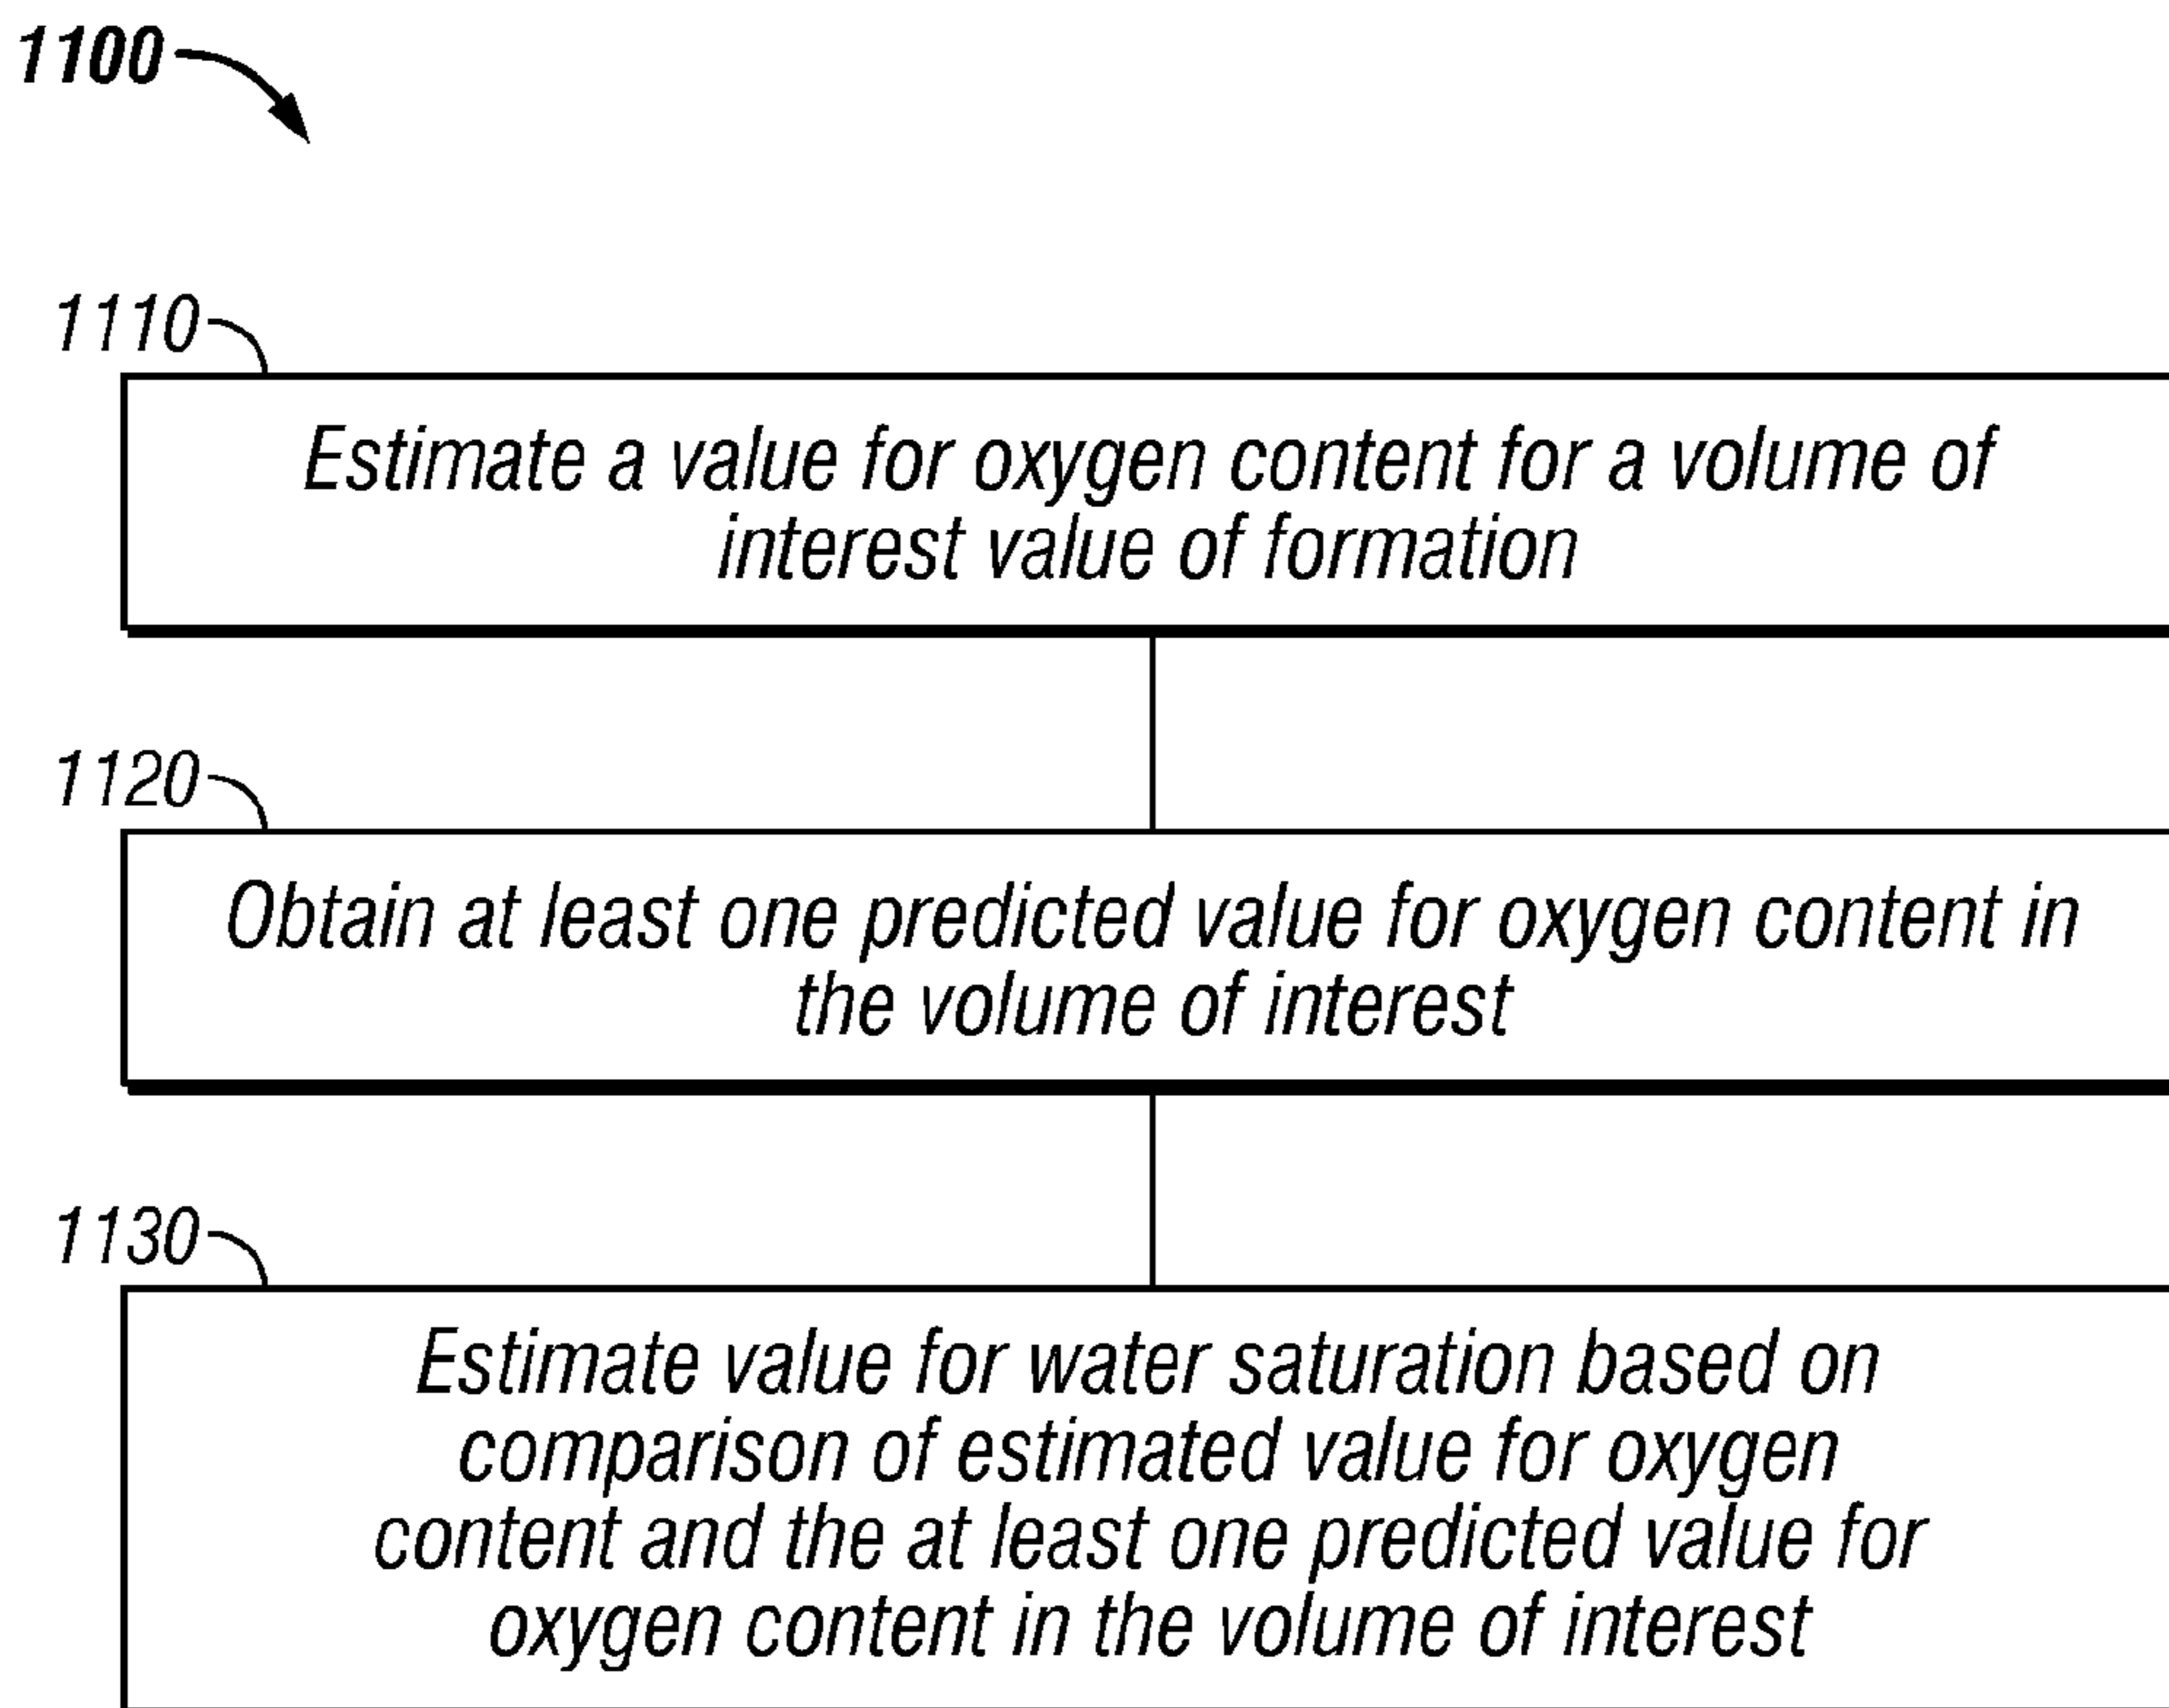 1100
1110
Estimate a value for oxygen content for a volume of
interest value of formation
1120
Obtain at least one predicted value for oxygen content in
the volume of interest
1130
Estimate value for water saturation based on
comparison of estimated value for oxygen
content and the at least one predicted value for
oxygen content in the volume of interest